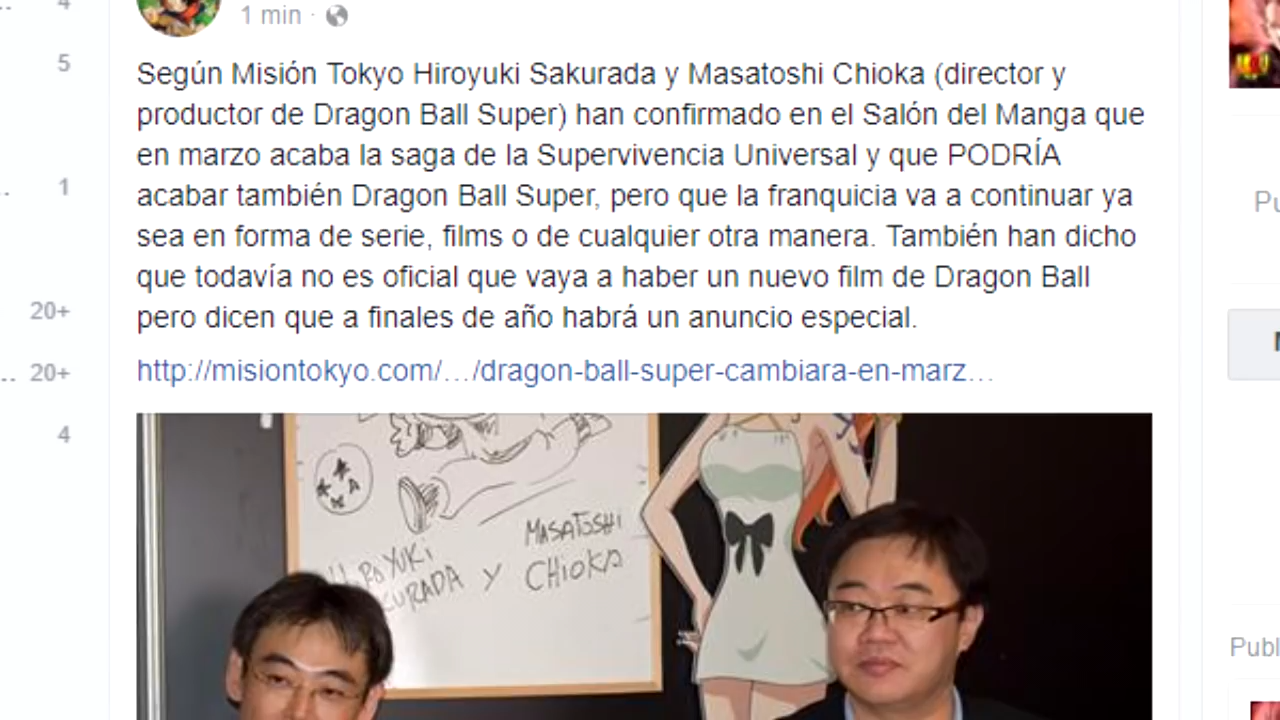 4
1 min ·
5
Según Misión Tokyo Hiroyuki Sakurada y Masatoshi Chioka (director y
productor de Dragon Ball Super) han confirmado en el Salón del Manga que
en marzo acaba la saga de la Supervivencia Universal y que PODRÍA
.. 1
acabar también Dragon Ball Super, pero que la franquicia va a continuar ya
Pu
sea en forma de serie, films o de cualquier otra manera. También han dicho
que todavía no es oficial que vaya a haber un nuevo film de Dragon Ball
20+
pero dicen que a finales de año habrá un anuncio especial.
.. 20+
http://misiontokyo.com/…/dragon-ball-super-cambiara-en-marz…
4
MASATOSHI
CHIOKA
Y
Publ